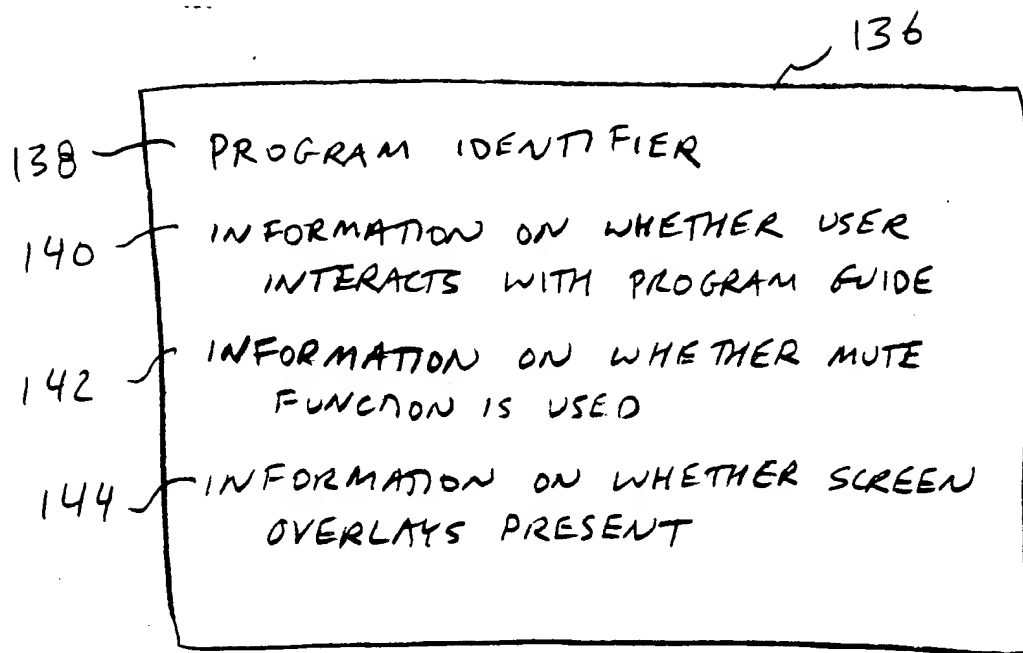 136
138 PROGRAM IDENTIFIER
140 INFORMATION ON WHETHER USER
INTERACTS WITH PROGRAM GUIDE
142 INFORMATION ON WHETHER MUTE
FUNCTION IS USED
144 INFORMATION ON WHETHER SCREEN
OVERLAYS PRESENT